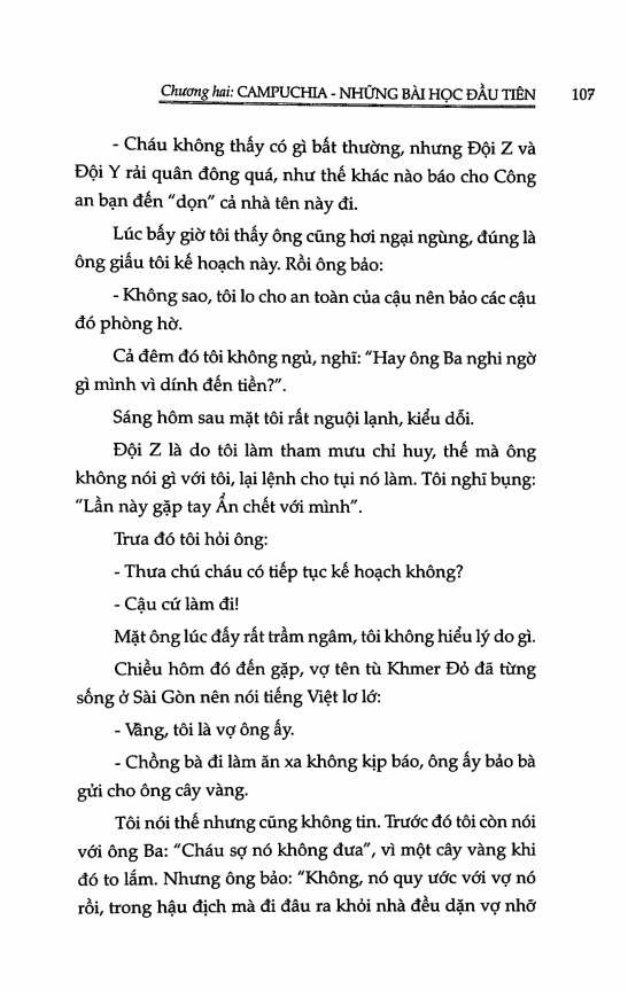 Chương hai: CAMPUCHIA - NHỮNG BÀI HỌC ĐẦU TIÊN 107
- Cháu không thấy có gì bất thường, nhưng Đội Z và
Đội Y rải quân đông quá, như thế khác nào báo cho Công
an bạn đến “dọn” cả nhà tên này đi.
Lúc bấy giờ tôi thấy ông cũng hơi ngại ngùng, đúng là
ông giấu tôi kế hoạch này. Rồi ông bảo:
- Không sao, tôi lo cho an toàn của cậu nên bảo các cậu
đó phòng hờ.
Cả đêm đó tôi không ngủ, nghĩ: “Hay ông Ba nghi ngờ
gì mình vì dính đến tiền?”.
Sáng hôm sau mặt tôi rất nguội lạnh, kiểu dỗi.
Đội Z là do tôi làm tham mưu chỉ huy, thế mà ông
không nói gì với tôi, lại lệnh cho tụi nó làm. Tôi nghĩ bụng:
“Lần này gặp tay Ẩn chết với mình”.
Trưa đó tôi hỏi ông:
- Thưa chú cháu có tiếp tục kế hoạch không?
- Cậu cứ làm đi!
Mặt ông lúc đấy rất trầm ngâm, tôi không hiểu lý do gì.
Chiều hôm đó đến gặp, vợ tên tù Khmer Đỏ đã từng
sống ở Sài Gòn nên nói tiếng Việt lơ lớ:
- Vâng, tôi là vợ ông ấy.
- Chồng bà đi làm ăn xa không kịp báo, ông ấy bảo bà
gửi cho ông cây vàng.
Tôi nói thế nhưng cũng không tin. Trước đó tôi còn nói
với ông Ba: “Cháu sợ nó không đưa”, vì một cây vàng khi
đó to lắm. Nhưng ông bảo: “Không, nó quy ước với vợ nó
rồi, trong hậu địch mà đi đâu ra khỏi nhà đều dặn vợ nhỡ